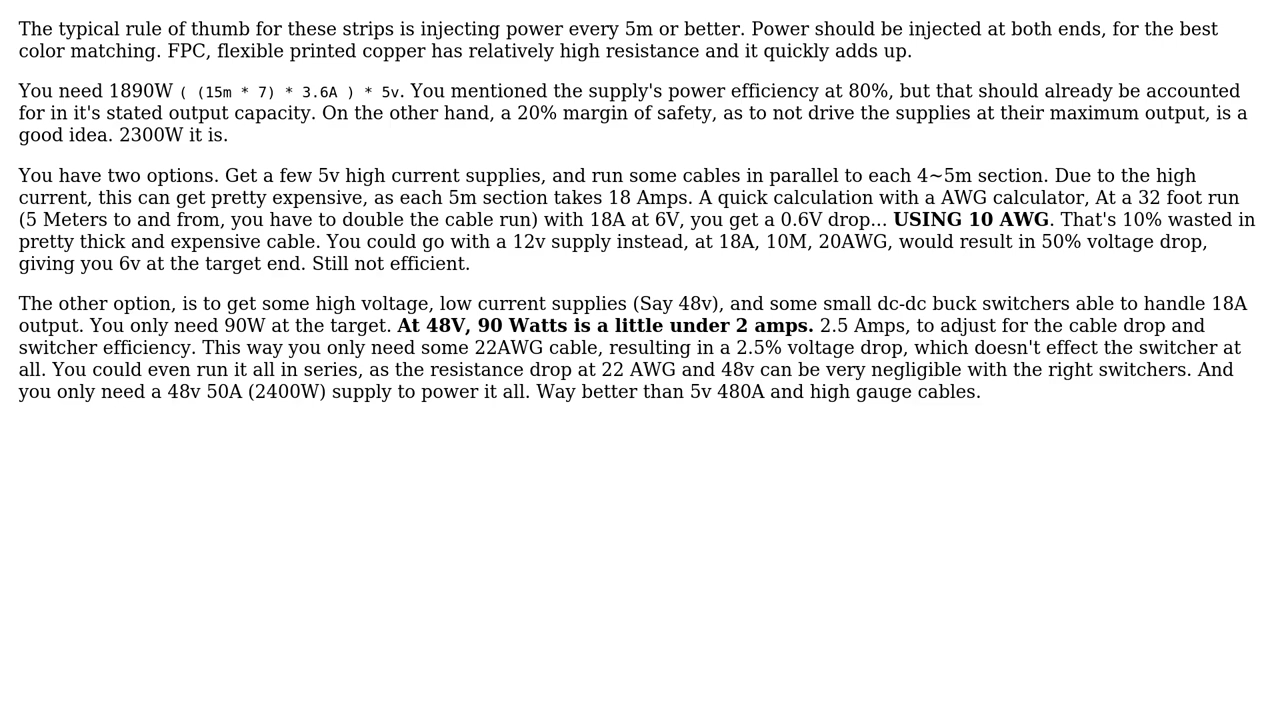 The typical rule of thumb for these strips is injecting power every 5m or better. Power should be injected at both ends, for the best
color matching. FPC, flexible printed copper has relatively high resistance and it quickly adds up.
You need 1890W ( (15m * 7) * 3.6A ) * 5v. You mentioned the supply's power efficiency at 80%, but that should already be accounted
for in it's stated output capacity. On the other hand, a 20% margin of safety, as to not drive the supplies at their maximum output, is a
good idea. 2300W it is.
You have two options. Get a few 5v high current supplies, and run some cables in parallel to each 4~5m section. Due to the high
current, this can get pretty expensive, as each 5m section takes 18 Amps. A quick calculation with a AWG calculator, At a 32 foot run
(5 Meters to and from, you have to double the cable run) with 18A at 6V, you get a 0.6V drop... USING 10 AWG. That's 10% wasted in
pretty thick and expensive cable. You could go with a 12v supply instead, at 18A, 10M, 20AWG, would result in 50% voltage drop,
giving you 6v at the target end. Still not efficient.
The other option, is to get some high voltage, low current supplies (Say 48v), and some small dc-dc buck switchers able to handle 18A
output. You only need 90W at the target. At 48V, 90 Watts is a little under 2 amps. 2.5 Amps, to adjust for the cable drop and
switcher efficiency. This way you only need some 22AWG cable, resulting in a 2.5% voltage drop, which doesn't effect the switcher at
all. You could even run it all in series, as the resistance drop at 22 AWG and 48v can be very negligible with the right switchers. And
you only need a 48v 50A (2400W) supply to power it all. Way better than 5v 480A and high gauge cables.